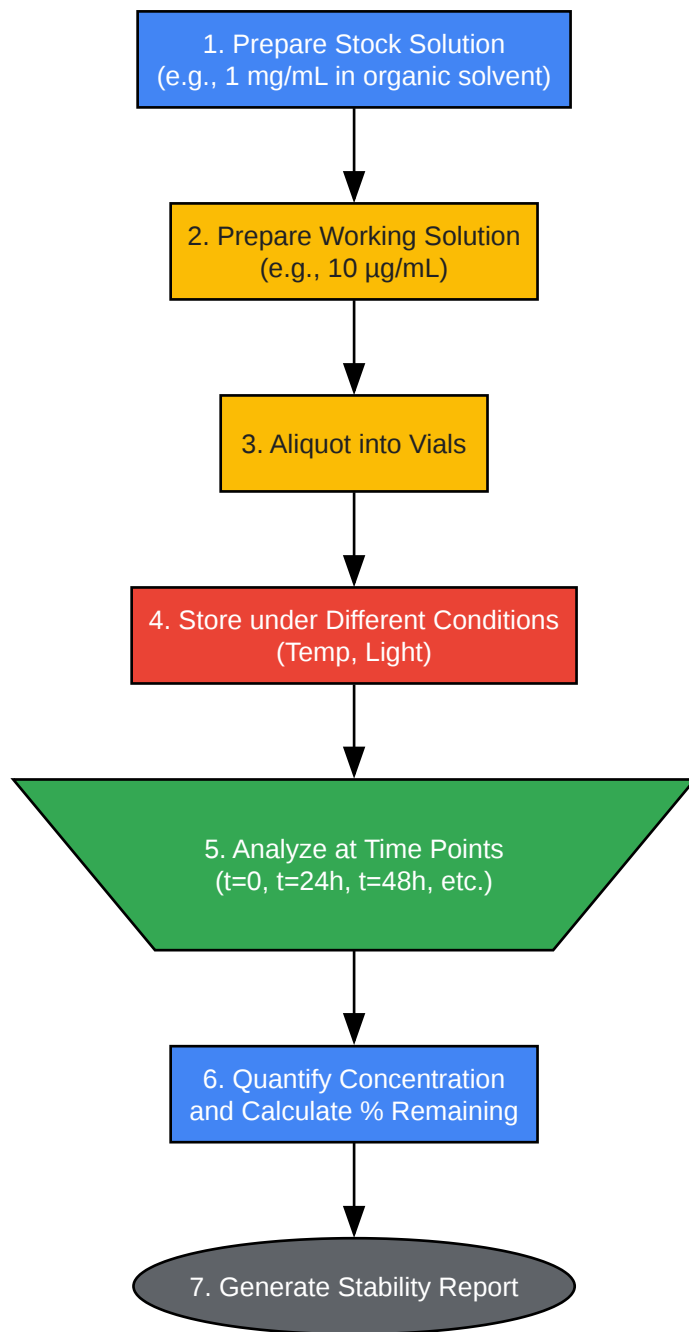 1. Prepare Stock Solution
(e.g., 1 mg/mL in organic solvent)
2. Prepare Working Solution
(e.g., 10 µg/mL)
3. Aliquot into Vials
4. Store under Different Conditions
(Temp, Light)
5. Analyze at Time Points
(t=0, t=24h, t=48h, etc.)
6. Quantify Concentration
and Calculate % Remaining
7. Generate Stability Report